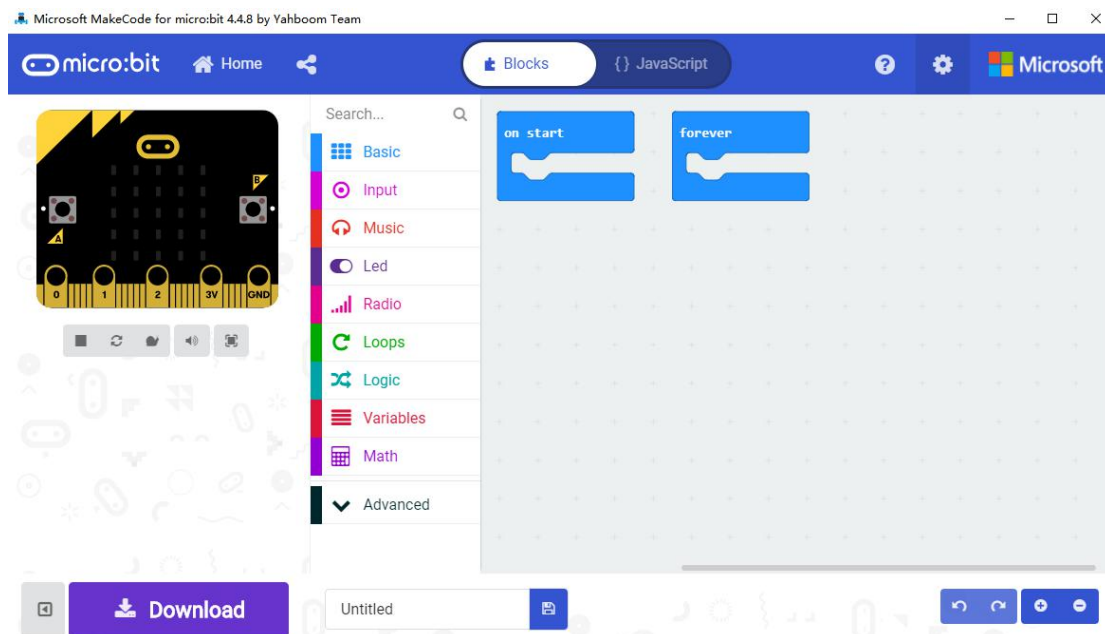 Microsoft MakeCode for micro:bit 4.4.8 by Yahboom Team
micro:bit Home Blocks {} JavaScript ? Microsoft
Search...
Basic
Input
Music
Led
Radio
Loops
Logic
Variables
Math
Advanced
on start
forever
B
A
0 1 2 3V GND
Download
Untitled